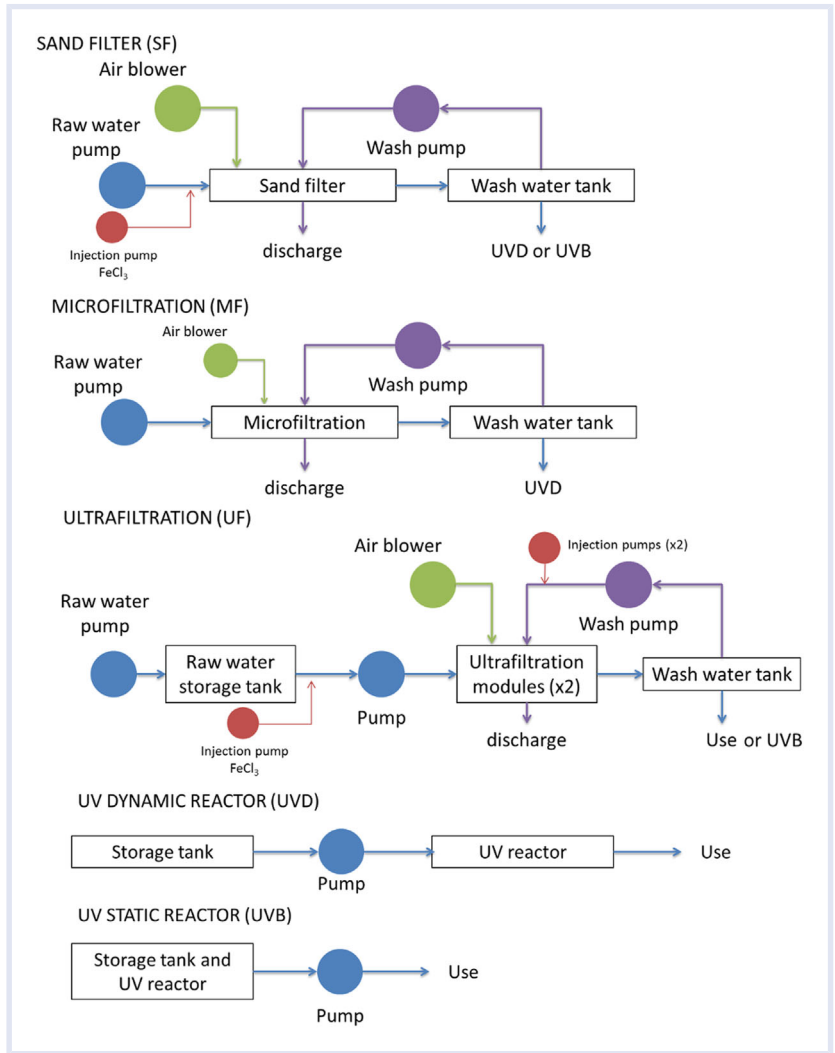 SAND FILTER (SF)
Air blower
Raw water
pump
Wash pump
Sand filter
Wash water tank
Injection pump
FeCl₃
discharge
UVD or UVB
MICROFILTRATION (MF)
Air blower
Raw water
pump
Wash pump
Microfiltration
Wash water tank
discharge
UVD
ULTRAFILTRATION (UF)
Air blower
Injection pumps (x2)
Raw water
pump
Wash pump
Raw water
storage tank
Ultrafiltration
modules (x2)
Wash water tank
Pump
Injection pump
FeCl₃
discharge
Use or UVB
UV DYNAMIC REACTOR (UVD)
Storage tank
UV reactor
Use
Pump
UV STATIC REACTOR (UVB)
Storage tank and
UV reactor
Use
Pump